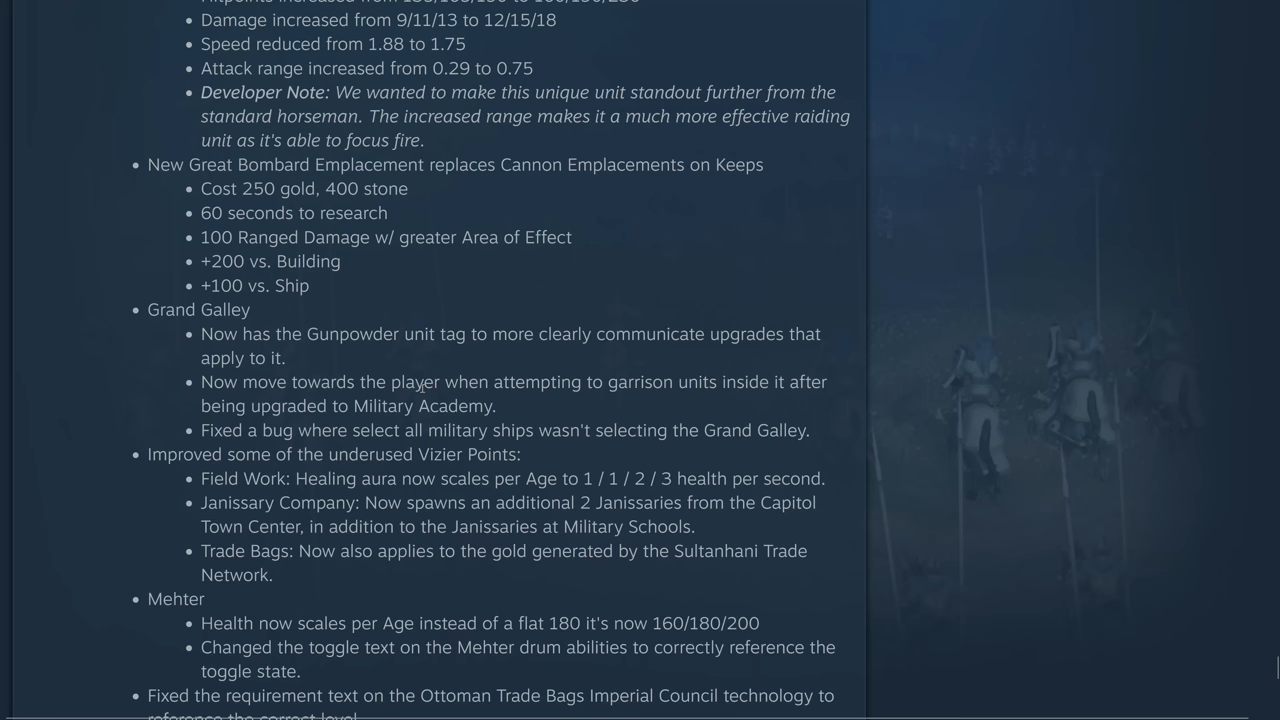 • Damage increased from 9/11/13 to 12/15/18
• Speed reduced from 1.88 to 1.75
• Attack range increased from 0.29 to 0.75
• Developer Note: We wanted to make this unique unit standout further from the
standard horseman. The increased range makes it a much more effective raiding
unit as it's able to focus fire.
• New Great Bombard Emplacement replaces Cannon Emplacements on Keeps
• Cost 250 gold, 400 stone
• 60 seconds to research
• 100 Ranged Damage w/ greater Area of Effect
• +200 vs. Building
• +100 vs. Ship
• Grand Galley
• Now has the Gunpowder unit tag to more clearly communicate upgrades that
apply to it.
• Now move towards the player when attempting to garrison units inside it after
being upgraded to Military Academy.
• Fixed a bug where select all military ships wasn't selecting the Grand Galley.
• Improved some of the underused Vizier Points:
• Field Work: Healing aura now scales per Age to 1 / 1 / 2 / 3 health per second.
• Janissary Company: Now spawns an additional 2 Janissaries from the Capitol
Town Center, in addition to the Janissaries at Military Schools.
• Trade Bags: Now also applies to the gold generated by the Sultanhani Trade
Network.
• Mehter
• Health now scales per Age instead of a flat 180 it's now 160/180/200
• Changed the toggle text on the Mehter drum abilities to correctly reference the
toggle state.
• Fixed the requirement text on the Ottoman Trade Bags Imperial Council technology to
reference the correct level